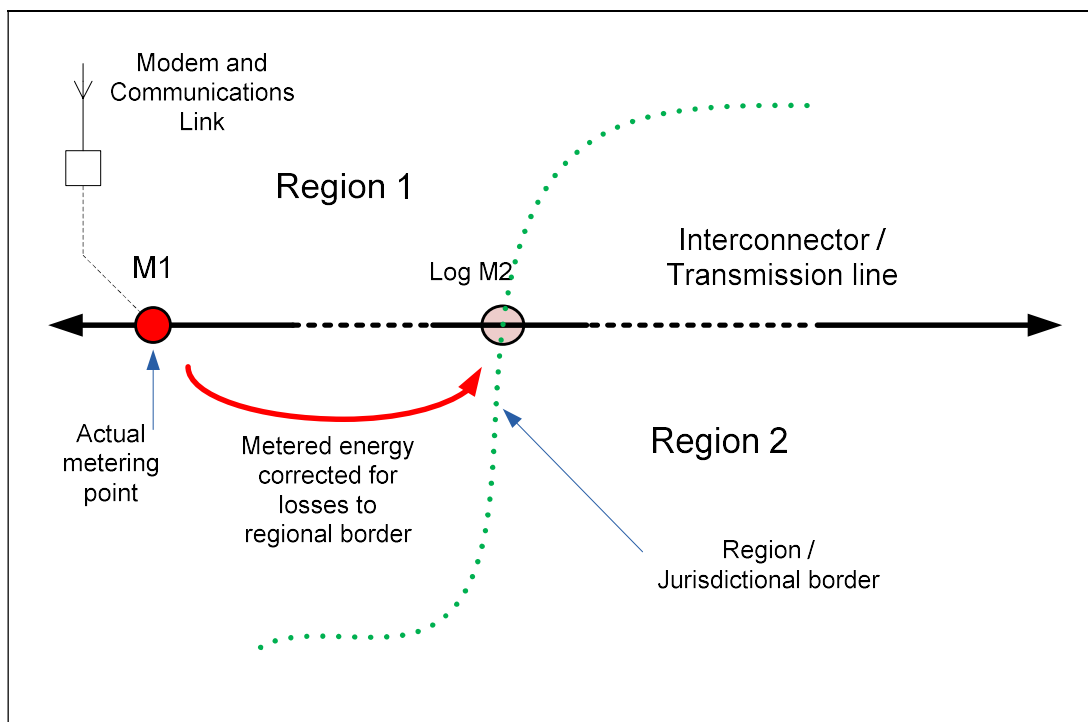 Modem and
Communications
Link
Region 1
Interconnector /
Transmission line
M1
Log M2
Actual
metering
point
Metered energy
corrected for
losses to
regional border
Region 2
Region /
Jurisdictional border